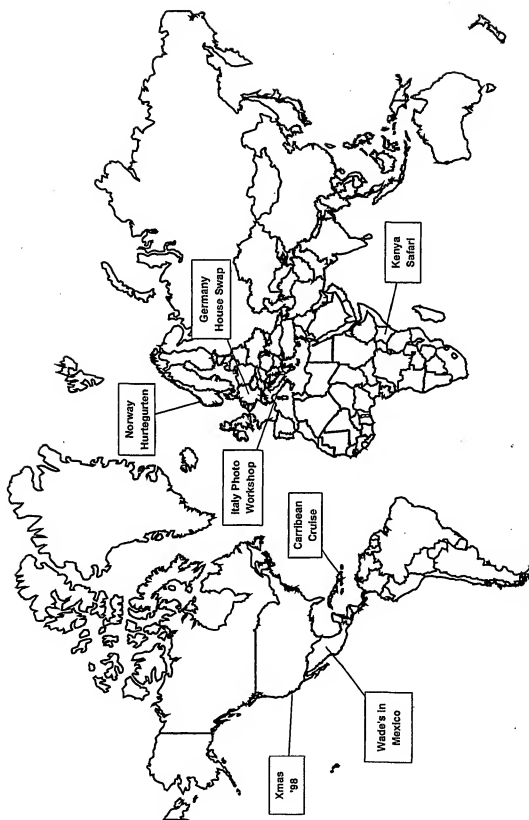 Norway
Hurtegurten
Germany
House Swap
Italy Photo
Workshop
Carribean
Cruise
Kenya
Safari
Xmas
'98
Wade's in
Mexico